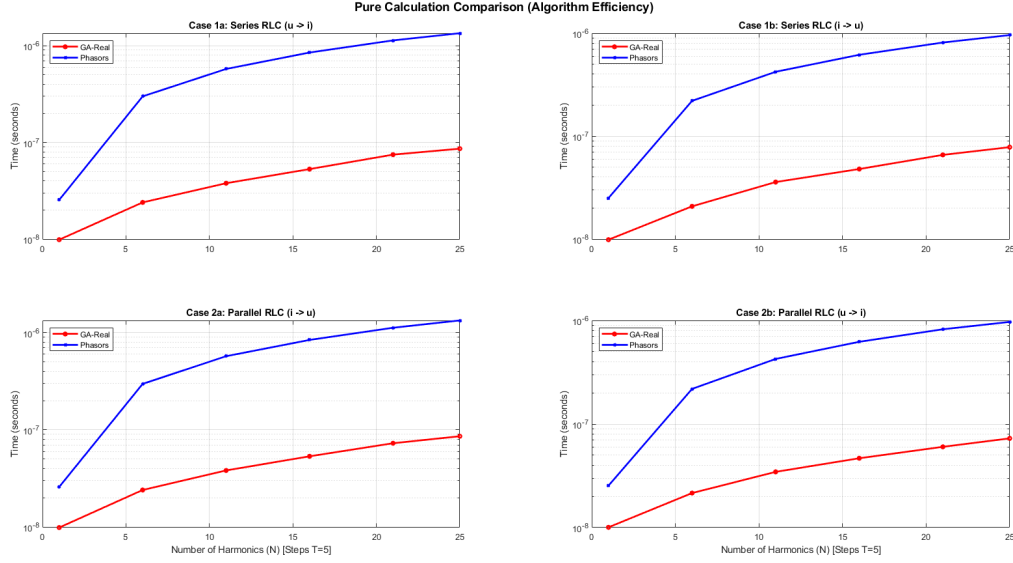 Pure Calculation Comparison (Algorithm Efficiency)
Case 1a: Series RLC (u -> i)
GA-Real
Phasors
10^-6
10^-7
10^-8
Time (seconds)
0 5 10 15 20 25
Case 1b: Series RLC (i -> u)
GA-Real
Phasors
10^-6
10^-7
10^-8
Time (seconds)
0 5 10 15 20 25
Case 2a: Parallel RLC (i -> u)
GA-Real
Phasors
10^-6
10^-7
10^-8
Time (seconds)
0 5 10 15 20 25
Number of Harmonics (N) [Steps T=5]
Case 2b: Parallel RLC (u -> i)
GA-Real
Phasors
10^-6
10^-7
10^-8
Time (seconds)
0 5 10 15 20 25
Number of Harmonics (N) [Steps T=5]